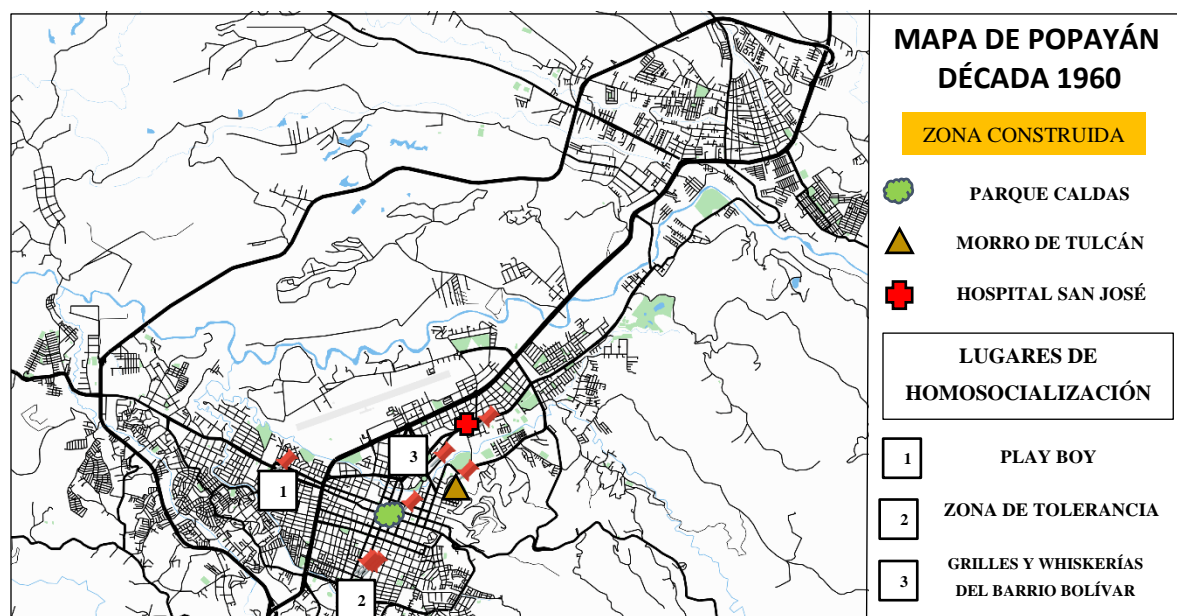 MAPA DE POPAYÁN
DÉCADA 1960
ZONA CONSTRUIDA
PARQUE CALDAS
MORRO DE TULCÁN
HOSPITAL SAN JOSÉ
LUGARES DE
HOMOSOCIALIZACIÓN
1 PLAY BOY
2 ZONA DE TOLERANCIA
3 GRILLES Y WHISKERÍAS
DEL BARRIO BOLÍVAR
3
1
2